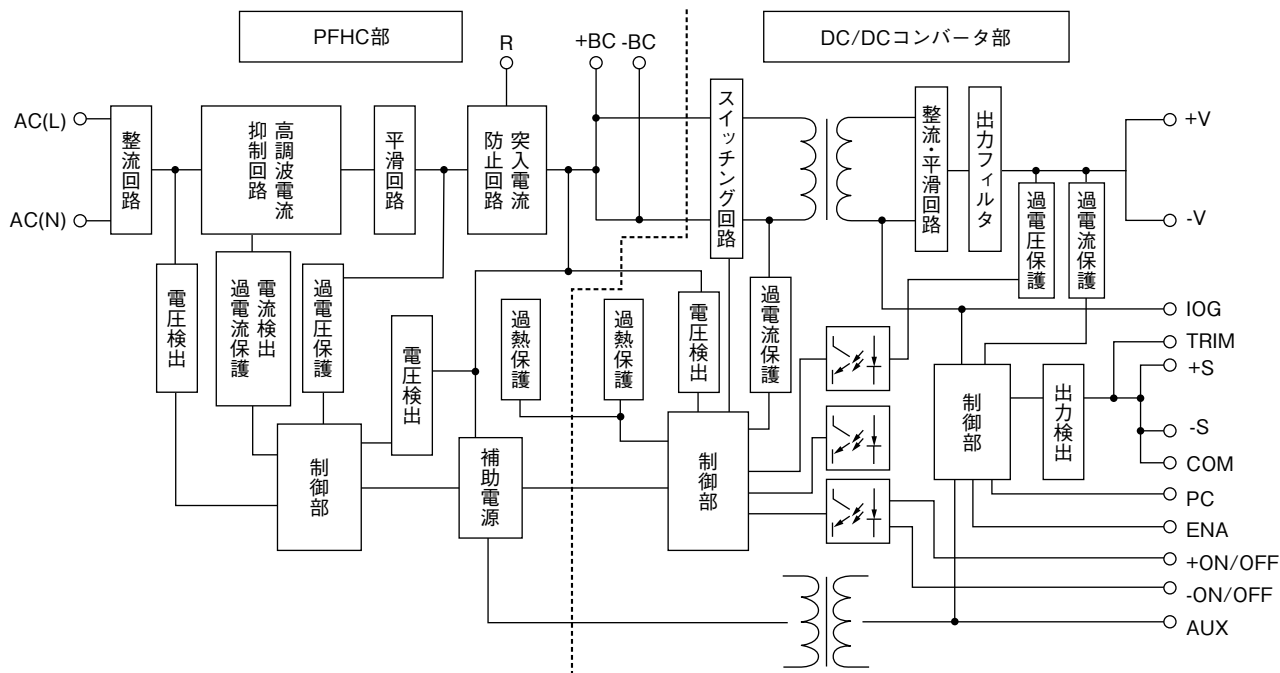 PFHC部
DC/DCコンバータ部
R
+BC
-BC
AC(L)
AC(N)
整流回路
高調波電流
抑制回路
平滑回路
突入電流
防止回路
スイッチング回路
整流・平滑回路
出力フィルタ
+V
-V
過電圧保護
過電流保護
電圧検出
電流検出
過電流保護
過電圧保護
電圧検出
過熱保護
過熱保護
電圧検出
過電流保護
IOG
TRIM
+S
-S
COM
PC
ENA
+ON/OFF
-ON/OFF
AUX
制御部
補助電源
制御部
制御部
出力検出